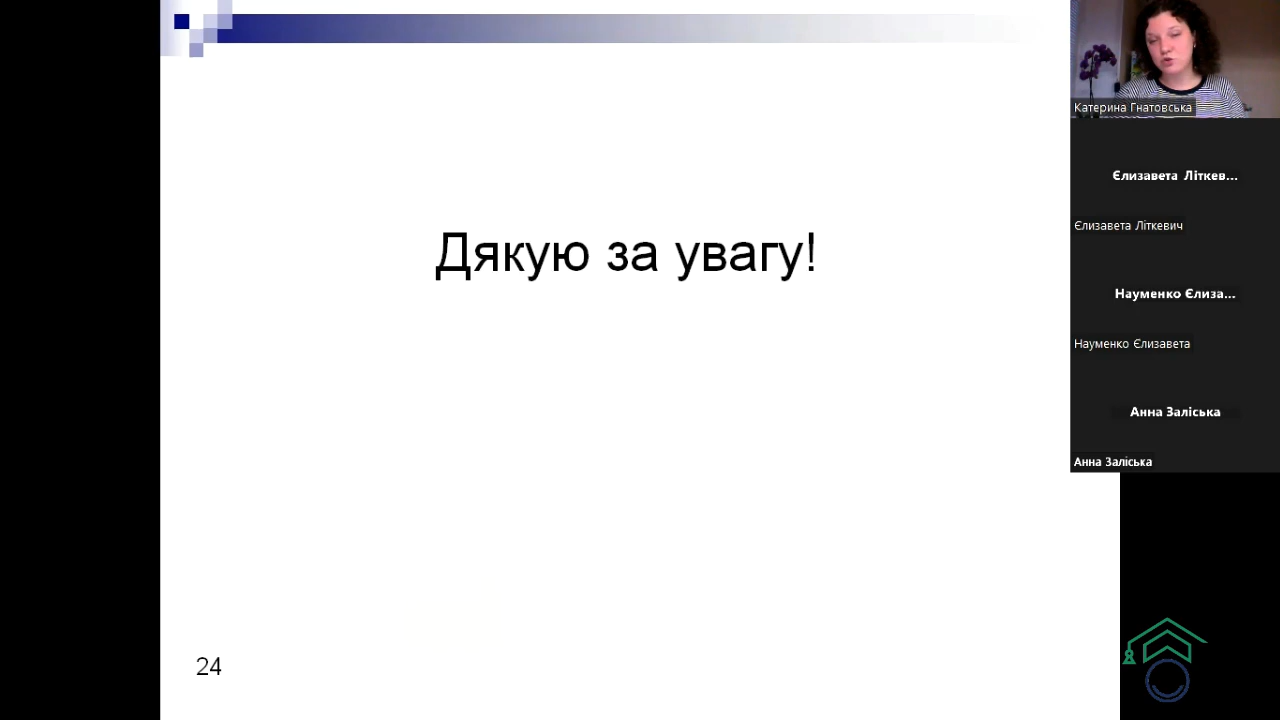 Дякую за увагу!
24
Катерина Гнатовська
Єлизавета Літкев...
Єлизавета Літкевич
Науменко Єлиза...
Науменко Єлизавета
Анна Заліська
Анна Заліська